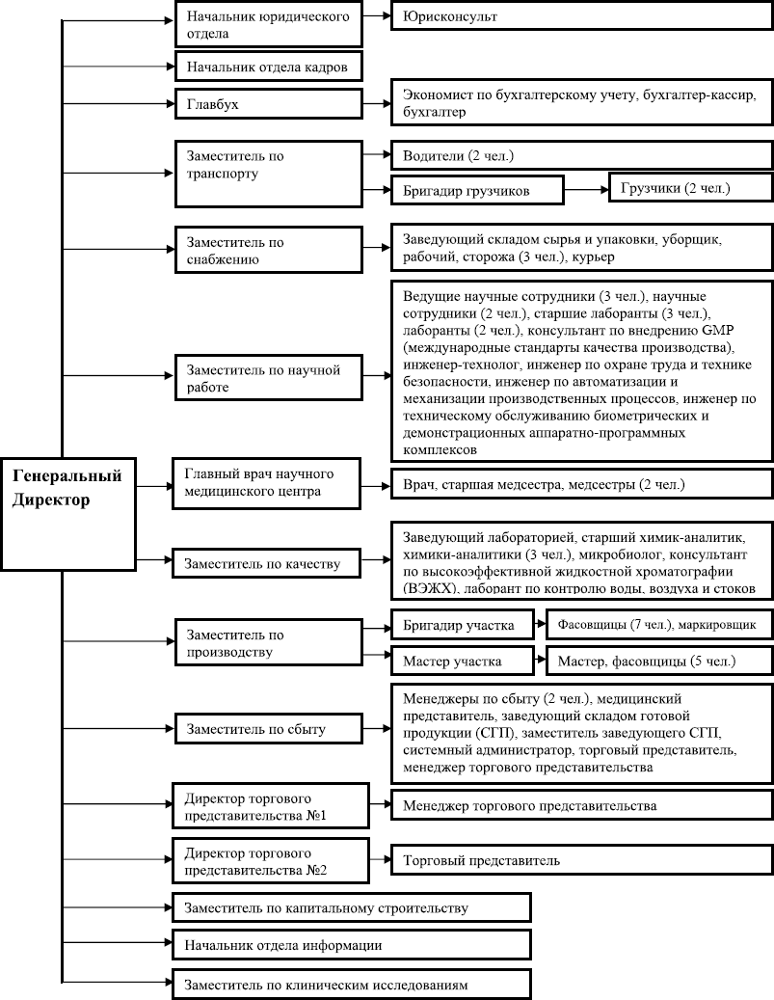 Начальник юридического
отдела
Юрисконсульт
Начальник отдела кадров
Главбух
Экономист по бухгалтерскому учету, бухгалтер-кассир,
бухгалтер
Заместитель по
транспорту
Водители (2 чел.)
Бригадир грузчиков
Грузчики (2 чел.)
Заместитель по
снабжению
Заведующий складом сырья и упаковки, уборщик,
рабочий, сторожа (3 чел.), курьер
Заместитель по научной
работе
Ведущие научные сотрудники (3 чел.), научные
сотрудники (2 чел.), старшие лаборанты (3 чел.),
лаборанты (2 чел.), консультант по внедрению GMP
(международные стандарты качества производства),
инженер-технолог, инженер по охране труда и технике
безопасности, инженер по автоматизации и
механизации производственных процессов, инженер по
техническому обслуживанию биометрических и
демонстрационных аппаратно-программных
комплексов
Генеральный
Директор
Главный врач научного
медицинского центра
Врач, старшая медсестра, медсестры (2 чел.)
Заместитель по качеству
Заведующий лабораторией, старший химик-аналитик,
химики-аналитики (3 чел.), микробиолог, консультант
по высокоэффективной жидкостной хроматографии
(ВЭЖХ), лаборант по контролю воды, воздуха и стоков
Заместитель по
производству
Бригадир участка
Фасовщицы (7 чел.), маркировщик
Мастер участка
Мастер, фасовщицы (5 чел.)
Заместитель по сбыту
Менеджеры по сбыту (2 чел.), медицинский
представитель, заведующий складом готовой
продукции (СГП), заместитель заведующего СГП,
системный администратор, торговый представитель,
менеджер торгового представительства
Директор торгового
представительства №1
Менеджер торгового представительства
Директор торгового
представительства №2
Торговый представитель
Заместитель по капитальному строительству
Начальник отдела информации
Заместитель по клиническим исследованиям